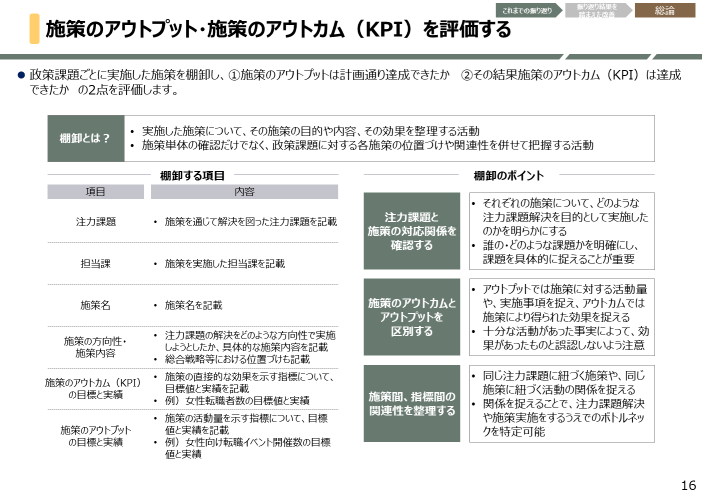 これまでの振り返り
振り返り結果を
踏まえた改善
総論
施策のアウトプット・施策のアウトカム（KPI）を評価する
● 政策課題ごとに実施した施策を棚卸し、①施策のアウトプットは計画通り達成できたか　②その結果施策のアウトカム（KPI）は達成
できたか　の2点を評価します。
棚卸とは？
• 実施した施策について、その施策の目的や内容、その効果を整理する活動
• 施策単体の確認だけでなく、政策課題に対する各施策の位置づけや関連性を併せて把握する活動
棚卸する項目
項目
内容
注力課題
• 施策を通じて解決を図った注力課題を記載
担当課
• 施策を実施した担当課を記載
施策名
• 施策名を記載
施策の方向性・
施策内容
• 注力課題の解決をどのような方向性で実施
しようとしたか、具体的な施策内容を記載
• 総合戦略等における位置づけも記載
施策のアウトカム（KPI）
の目標と実績
• 施策の直接的な効果を示す指標について、
目標値と実績を記載
• 例）女性転職者数の目標値と実績
施策のアウトプット
の目標と実績
• 施策の活動量を示す指標について、目標
値と実績を記載
• 例）女性向け転職イベント開催数の目標
値と実績
棚卸のポイント
注力課題と
施策の対応関係を
確認する
• それぞれの施策について、どのような
注力課題解決を目的として実施した
のかを明らかにする
• 誰の・どのような課題かを明確にし、
課題を具体的に捉えることが重要
施策のアウトカムと
アウトプットを
区別する
• アウトプットでは施策に対する活動量
や、実施事項を捉え、アウトカムでは
施策により得られた効果を捉える
• 十分な活動があった事実によって、効
果があったものと誤認しないよう注意
施策間、指標間の
関連性を整理する
• 同じ注力課題に紐づく施策や、同じ
施策に紐づく活動の関係を捉える
• 関係を捉えることで、注力課題解決
や施策実施をするうえでのボトルネッ
クを特定可能
16